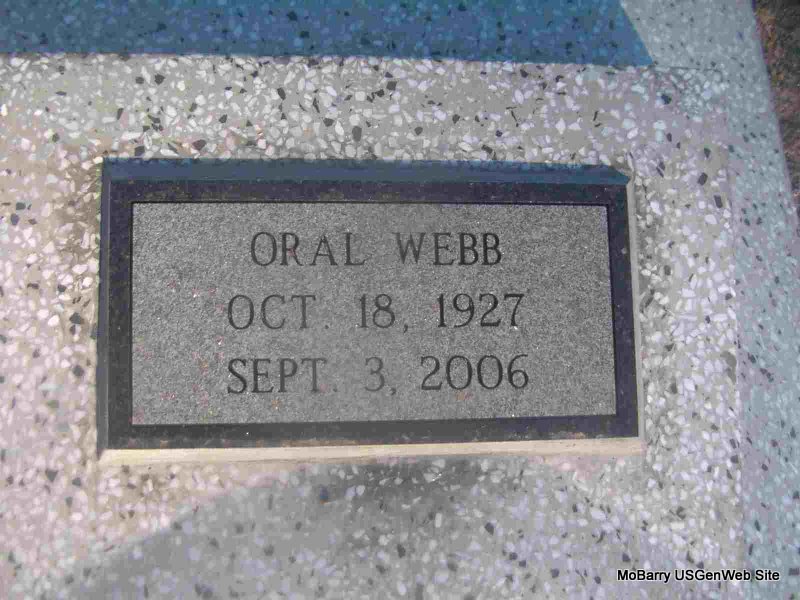 ORAL WEBB
OCT. 18, 1927
SEPT. 3, 2006
MoBarry USGenWeb Site